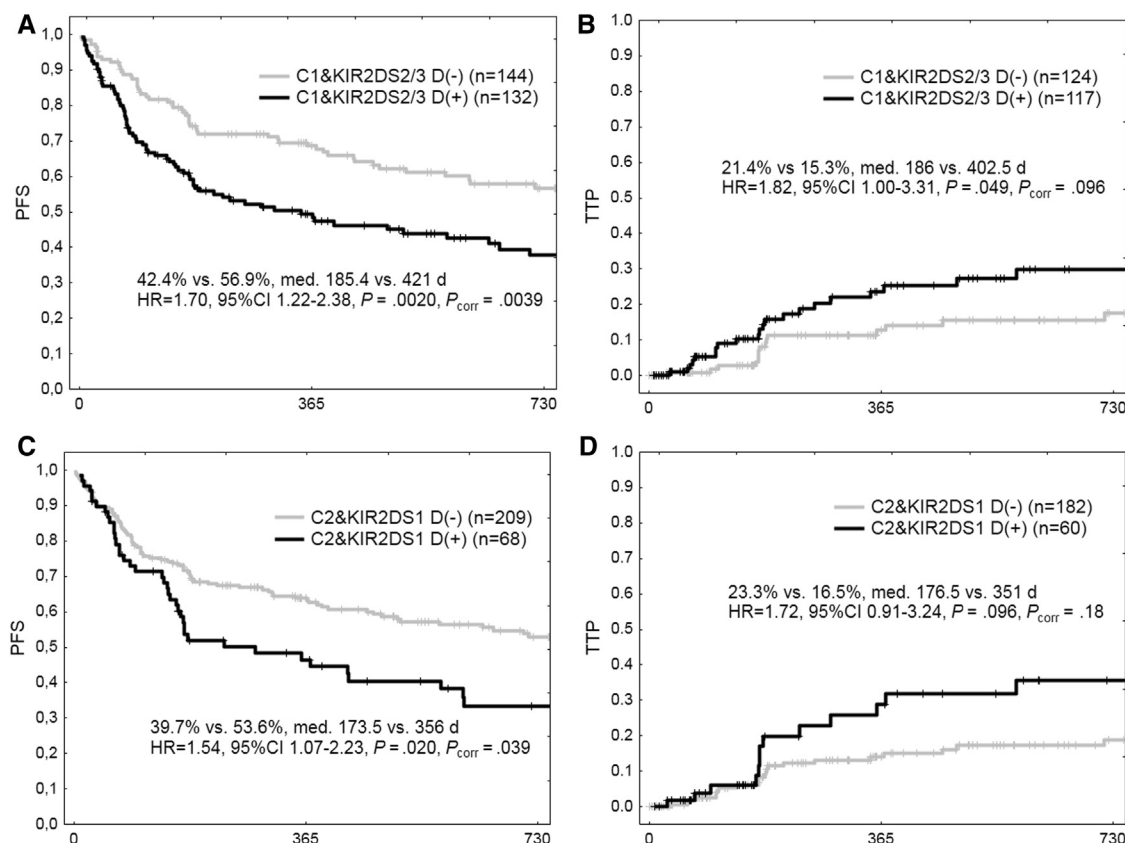 A
1,0
0,9
0,8
0,7
0,6
0,5
0,4
0,3
0,2
0,1
0,0
PFS
C1&KIR2DS2/3 D(-) (n=144)
C1&KIR2DS2/3 D(+) (n=132)
42.4% vs. 56.9%, med. 185.4 vs. 421 d
HR=1.70, 95%CI 1.22-2.38, P = .0020, Pcorr = .0039
0 365 730
B
1.0
0.9
0.8
0.7
0.6
0.5
0.4
0.3
0.2
0.1
0.0
TTP
C1&KIR2DS2/3 D(-) (n=124)
C1&KIR2DS2/3 D(+) (n=117)
21.4% vs 15.3%, med. 186 vs. 402.5 d
HR=1.82, 95%CI 1.00-3.31, P = .049, Pcorr = .096
0 365 730
C
1,0
0,9
0,8
0,7
0,6
0,5
0,4
0,3
0,2
0,1
0,0
PFS
C2&KIR2DS1 D(-) (n=209)
C2&KIR2DS1 D(+) (n=68)
39.7% vs. 53.6%, med. 173.5 vs. 356 d
HR=1.54, 95%CI 1.07-2.23, P = .020, Pcorr = .039
0 365 730
D
1.0
0.9
0.8
0.7
0.6
0.5
0.4
0.3
0.2
0.1
0.0
TTP
C2&KIR2DS1 D(-) (n=182)
C2&KIR2DS1 D(+) (n=60)
23.3% vs. 16.5%, med. 176.5 vs. 351 d
HR=1.72, 95%CI 0.91-3.24, P = .096, Pcorr = .18
0 365 730